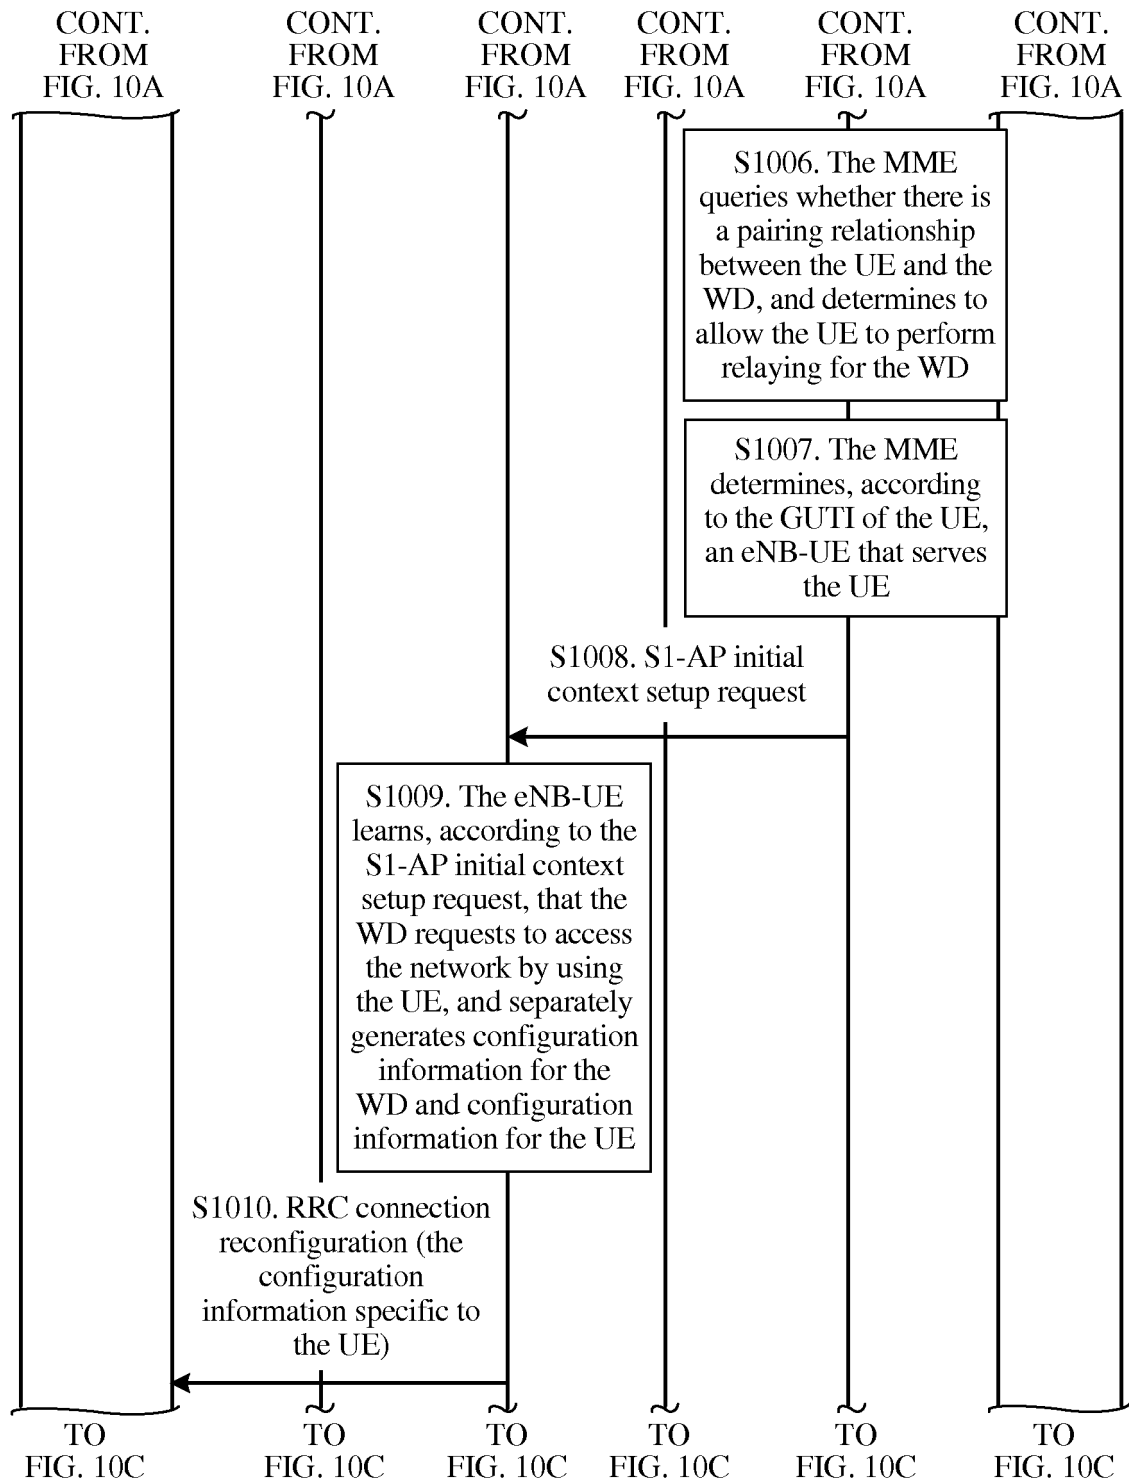 CONT. CONT. CONT. CONT. CONT. CONT.
FROM FROM FROM FROM FROM FROM
FIG. 10A FIG. 10A FIG. 10A FIG. 10A FIG. 10A FIG. 10A
S1006. The MME
queries whether there is
a pairing relationship
between the UE and the
WD, and determines to
allow the UE to perform
relaying for the WD
S1007. The MME
determines, according
to the GUTI of the UE,
an eNB-UE that serves
the UE
S1008. S1-AP initial
context setup request
S1009. The eNB-UE
learns, according to the
S1-AP initial context
setup request, that the
WD requests to access
the network by using
the UE, and separately
generates configuration
information for the
WD and configuration
information for the UE
S1010. RRC connection
reconfiguration (the
configuration
information specific to
the UE)
TO TO TO TO TO TO
FIG. 10C FIG. 10C FIG. 10C FIG. 10C FIG. 10C FIG. 10C